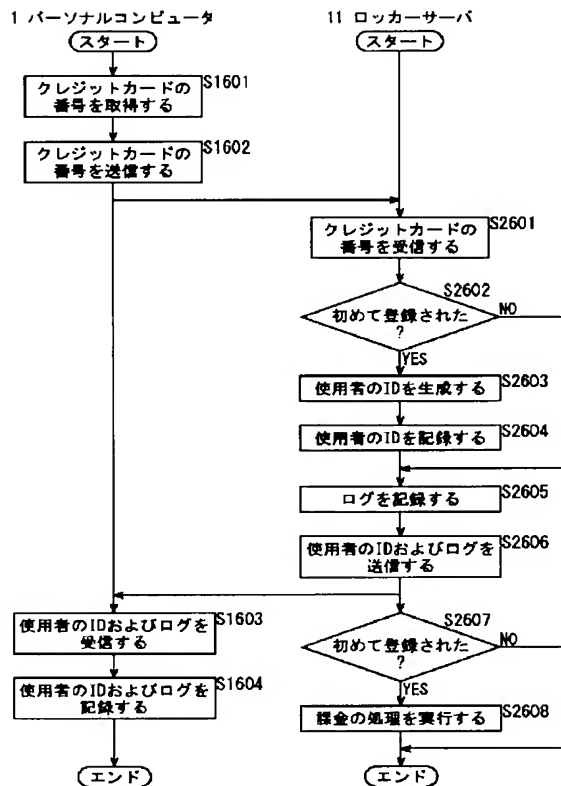 1 パーソナルコンピュータ
スタート
クレジットカードの
番号を取得する
S1601
クレジットカードの
番号を送信する
S1602
11 ロッカーサーバ
スタート
クレジットカードの
番号を受信する
S2601
S2602
初めて登録された
?
NO
YES
使用者のIDを生成する
S2603
使用者のIDを記録する
S2604
ログを記録する
S2605
使用者のIDおよびログを
送信する
S2606
使用者のIDおよびログを
受信する
S1603
使用者のIDおよびログを
記録する
S1604
エンド
S2607
初めて登録された
?
NO
YES
課金の処理を実行する
S2608
エンド